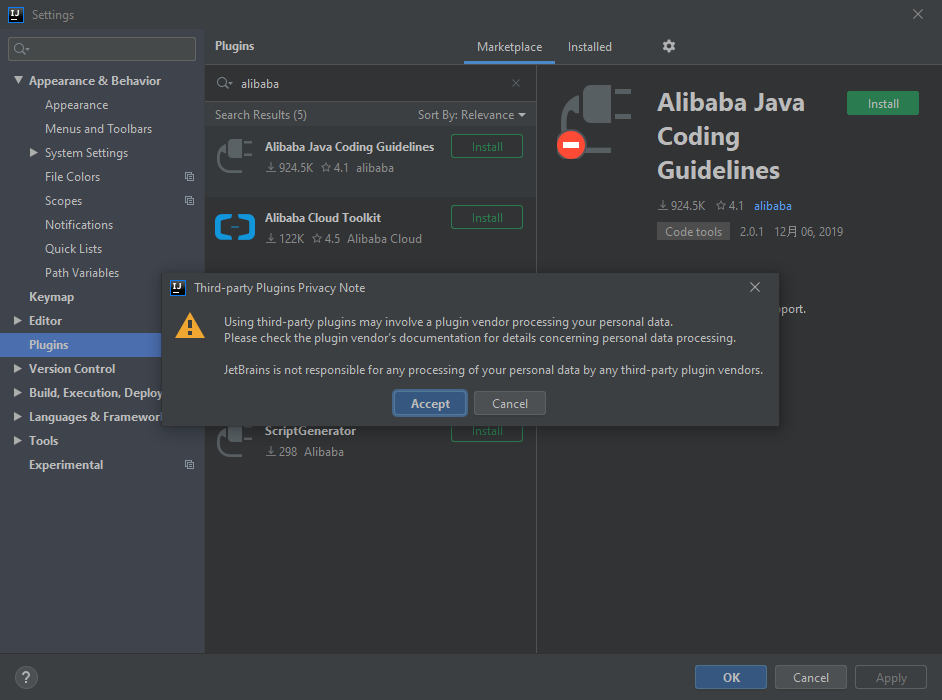 Settings
Plugins
Marketplace
Installed
Appearance & Behavior
Appearance
Menus and Toolbars
System Settings
File Colors
Scopes
Notifications
Quick Lists
Path Variables
Keymap
Editor
Plugins
Version Control
Build, Execution, Deploy
Languages & Framewor
Tools
Experimental
alibaba
Search Results (5)
Sort By: Relevance
Alibaba Java Coding Guidelines
Install
924.5K 4.1 alibaba
Alibaba Cloud Toolkit
Install
122K 4.5 Alibaba Cloud
ScriptGenerator
Install
298 Alibaba
Alibaba Java
Coding
Guidelines
Install
924.5K 4.1 alibaba
Code tools 2.0.1 12月 06, 2019
port.
IJ
Third-party Plugins Privacy Note
Using third-party plugins may involve a plugin vendor processing your personal data.
Please check the plugin vendor's documentation for details concerning personal data processing.
JetBrains is not responsible for any processing of your personal data by any third-party plugin vendors.
Accept
Cancel
?
OK
Cancel
Apply